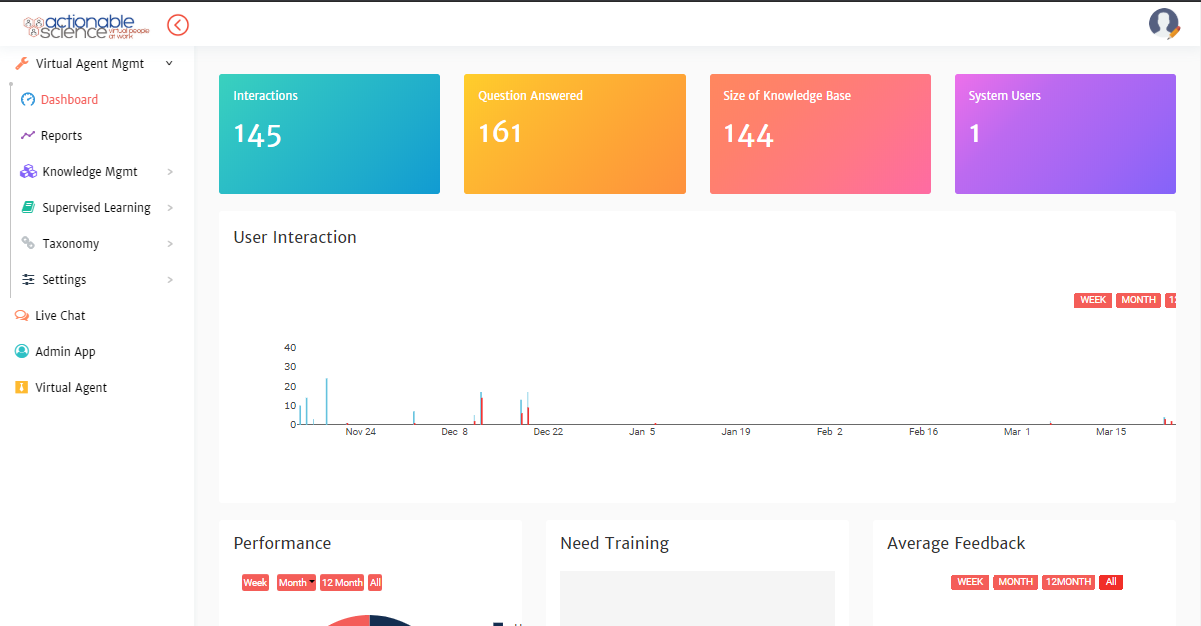 actionable
science virtual people
at work
Virtual Agent Mgmt
Dashboard
Reports
Knowledge Mgmt
Supervised Learning
Taxonomy
Settings
Live Chat
Admin App
Virtual Agent
Interactions
145
Question Answered
161
Size of Knowledge Base
144
System Users
1
User Interaction
WEEK MONTH 12
40
30
20
10
0
Nov 24 Dec 8 Dec 22 Jan 5 Jan 19 Feb 2 Feb 16 Mar 1 Mar 15
Performance
Week Month 12 Month All
Need Training
Average Feedback
WEEK MONTH 12MONTH All